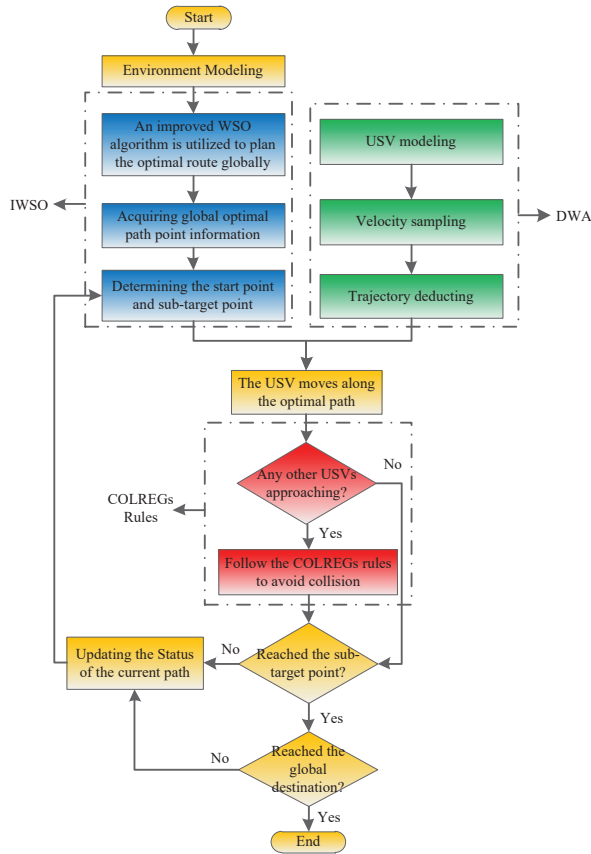 Start
Environment Modeling
An improved WSO
algorithm is utilized to plan
the optimal route globally
IWSO
Acquiring global optimal
path point information
Determining the start point
and sub-target point
USV modeling
Velocity sampling
DWA
Trajectory deducting
The USV moves along
the optimal path
Any other USVs
approaching?
No
COLREGs
Rules
Yes
Follow the COLREGs rules
to avoid collision
Reached the sub-
target point?
No
Updating the Status
of the current path
Yes
Reached the
global
destination?
No
Yes
End